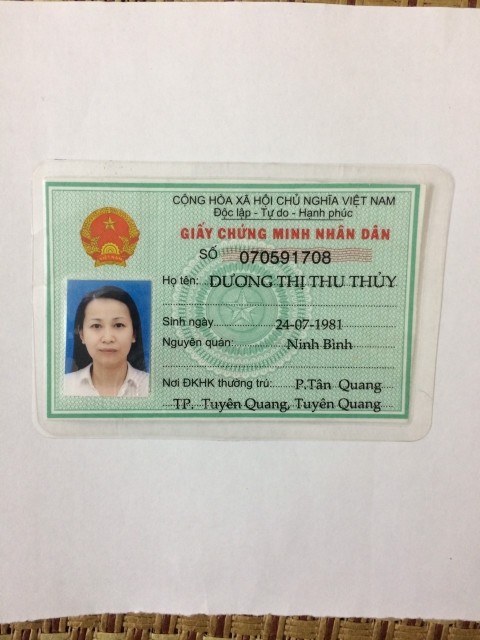 CỘNG HÒA XÃ HỘI CHỦ NGHĨA VIỆT NAM
Độc lập - Tự do - Hạnh phúc
GIẤY CHỨNG MINH NHÂN DÂN
SỐ 070591708
Họ tên: DƯƠNG THỊ THU THỦY
Sinh ngày 24-07-1981
Nguyên quán: Ninh Bình
Nơi ĐKHK thường trú: P.Tân Quang
TP. Tuyên Quang, Tuyên Quang